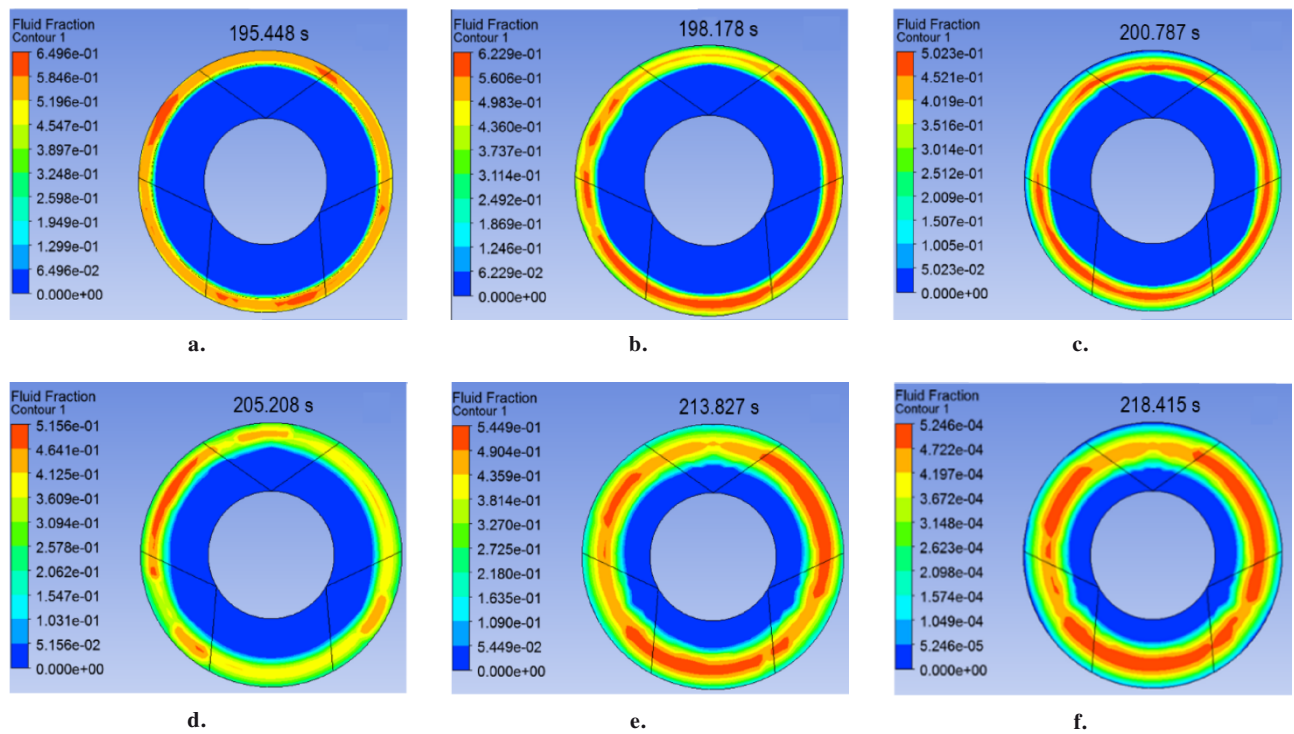 Fluid Fraction
Contour 1
195.448 s
6.496e-01
5.846e-01
5.196e-01
4.547e-01
3.897e-01
3.248e-01
2.598e-01
1.949e-01
1.299e-01
6.496e-02
0.000e+00
a.
Fluid Fraction
Contour 1
198.178 s
6.229e-01
5.606e-01
4.983e-01
4.360e-01
3.737e-01
3.114e-01
2.492e-01
1.869e-01
1.246e-01
6.229e-02
0.000e+00
b.
Fluid Fraction
Contour 1
200.787 s
5.023e-01
4.521e-01
4.019e-01
3.516e-01
3.014e-01
2.512e-01
2.009e-01
1.507e-01
1.005e-01
5.023e-02
0.000e+00
c.
Fluid Fraction
Contour 1
205.208 s
5.156e-01
4.641e-01
4.125e-01
3.609e-01
3.094e-01
2.578e-01
2.062e-01
1.547e-01
1.031e-01
5.156e-02
0.000e+00
d.
Fluid Fraction
Contour 1
213.827 s
5.449e-01
4.904e-01
4.359e-01
3.814e-01
3.270e-01
2.725e-01
2.180e-01
1.635e-01
1.090e-01
5.449e-02
0.000e+00
e.
Fluid Fraction
Contour 1
218.415 s
5.246e-04
4.722e-04
4.197e-04
3.672e-04
3.148e-04
2.623e-04
2.098e-04
1.574e-04
1.049e-04
5.246e-05
0.000e+00
f.